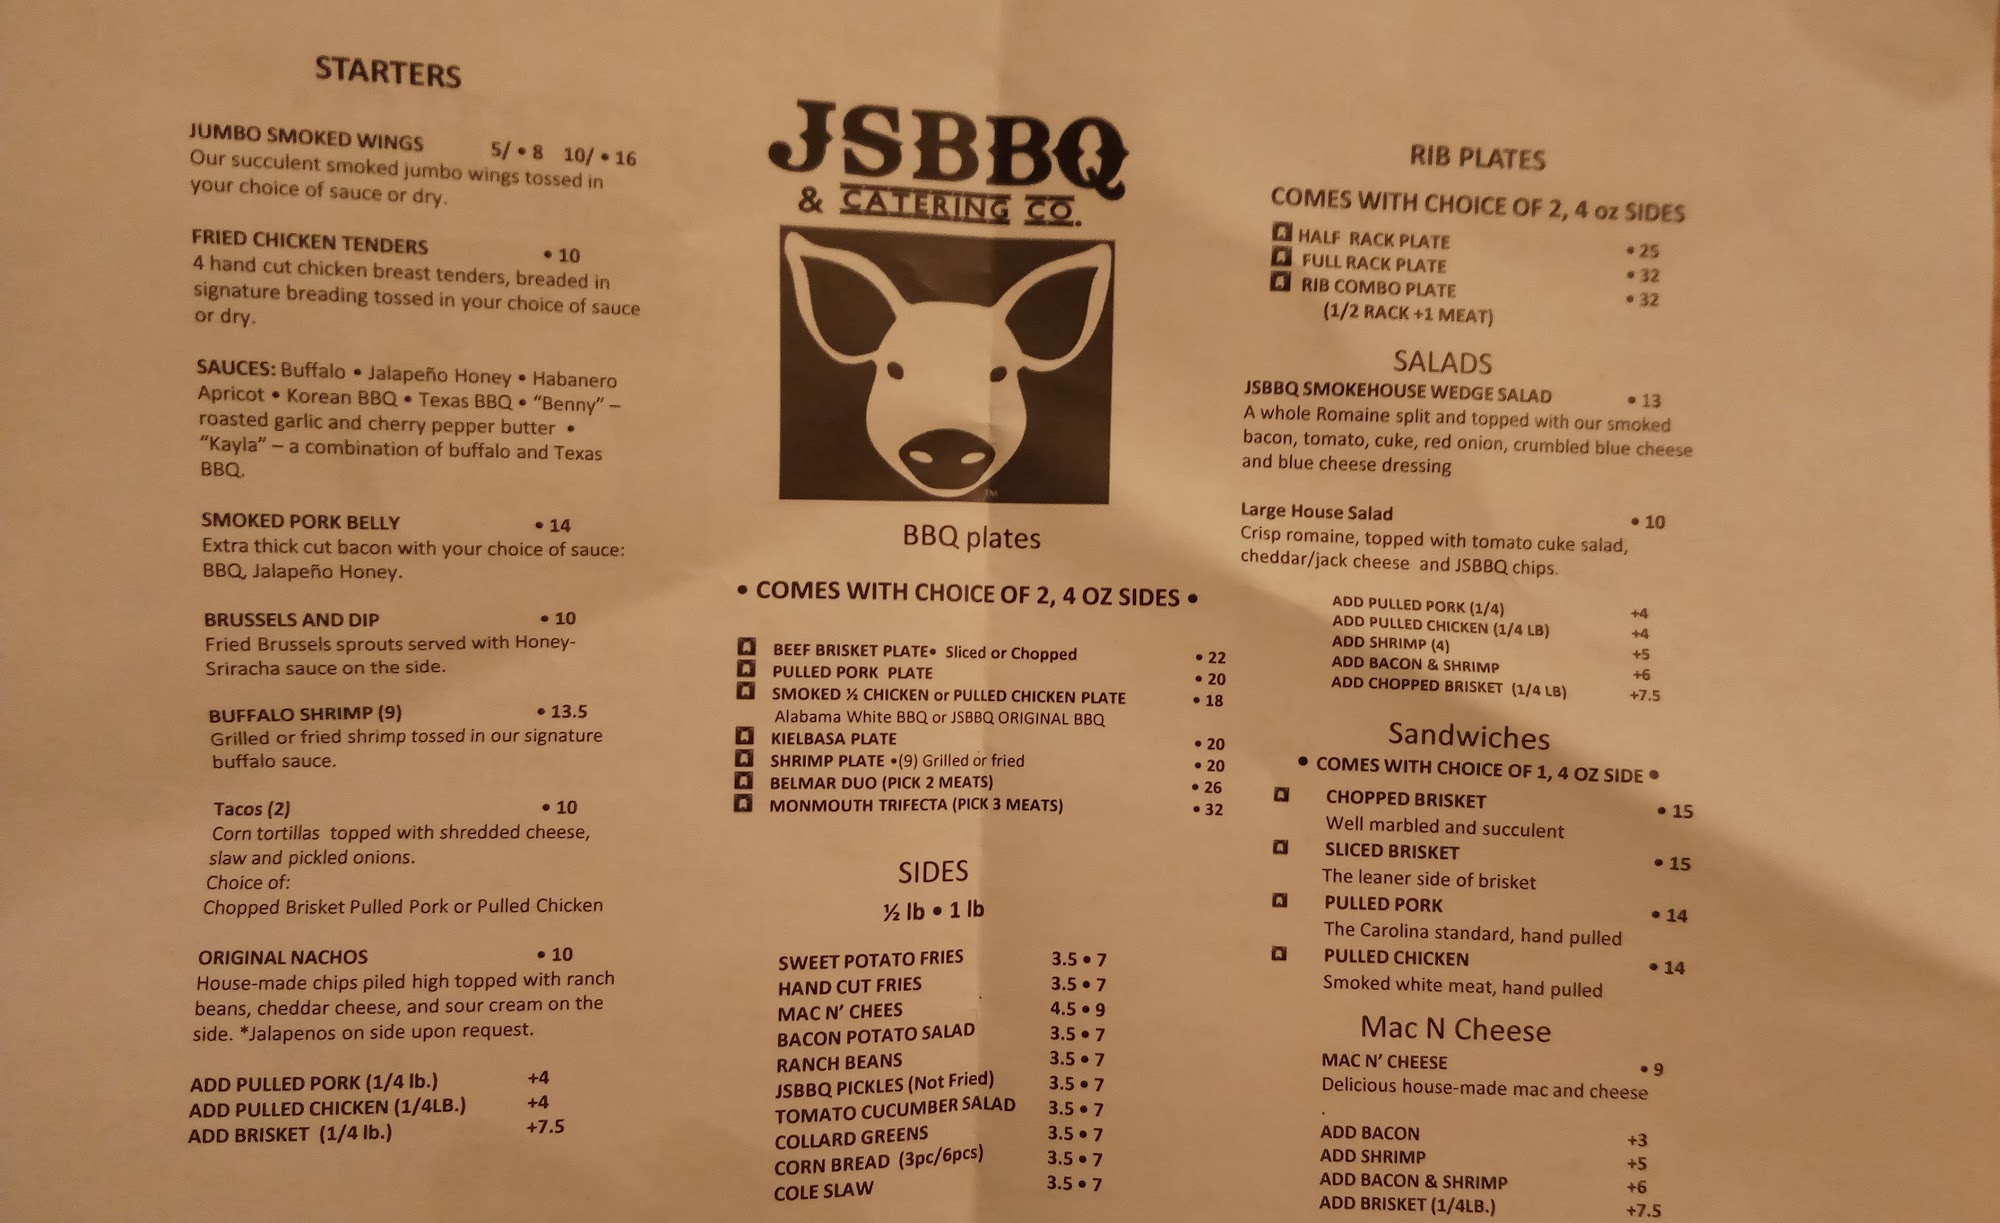 STARTERS
JUMBO SMOKED WINGS 5/ • 8 10/ • 16
Our succulent smoked jumbo wings tossed in
your choice of sauce or dry.
FRIED CHICKEN TENDERS • 10
4 hand cut chicken breast tenders, breaded in
signature breading tossed in your choice of sauce
or dry.
SAUCES: Buffalo • Jalapeño Honey • Habanero
Apricot • Korean BBQ • Texas BBQ • “Benny” –
roasted garlic and cherry pepper butter •
“Kayla” – a combination of buffalo and Texas
BBQ.
SMOKED PORK BELLY • 14
Extra thick cut bacon with your choice of sauce:
BBQ, Jalapeño Honey.
BRUSSELS AND DIP • 10
Fried Brussels sprouts served with Honey-
Sriracha sauce on the side.
BUFFALO SHRIMP (9) • 13.5
Grilled or fried shrimp tossed in our signature
buffalo sauce.
Tacos (2) • 10
Corn tortillas topped with shredded cheese,
slaw and pickled onions.
Choice of:
Chopped Brisket Pulled Pork or Pulled Chicken
ORIGINAL NACHOS • 10
House-made chips piled high topped with ranch
beans, cheddar cheese, and sour cream on the
side. *Jalapenos on side upon request.
ADD PULLED PORK (1/4 lb.) +4
ADD PULLED CHICKEN (1/4LB.) +4
ADD BRISKET (1/4 lb.) +7.5
JSBBQ
& CATERING CO.
TM
BBQ plates
• COMES WITH CHOICE OF 2, 4 OZ SIDES •
BEEF BRISKET PLATE• Sliced or Chopped • 22
PULLED PORK PLATE • 20
SMOKED ½ CHICKEN or PULLED CHICKEN PLATE • 18
Alabama White BBQ or JSBBQ ORIGINAL BBQ
KIELBASA PLATE • 20
SHRIMP PLATE •(9) Grilled or fried • 20
BELMAR DUO (PICK 2 MEATS) • 26
MONMOUTH TRIFECTA (PICK 3 MEATS) • 32
SIDES
½ lb • 1 lb
SWEET POTATO FRIES 3.5 • 7
HAND CUT FRIES 3.5 • 7
MAC N’ CHEES 4.5 • 9
BACON POTATO SALAD 3.5 • 7
RANCH BEANS 3.5 • 7
JSBBQ PICKLES (Not Fried) 3.5 • 7
TOMATO CUCUMBER SALAD 3.5 • 7
COLLARD GREENS 3.5 • 7
CORN BREAD (3pc/6pcs) 3.5 • 7
COLE SLAW 3.5 • 7
RIB PLATES
COMES WITH CHOICE OF 2, 4 oz SIDES
HALF RACK PLATE • 25
FULL RACK PLATE • 32
RIB COMBO PLATE • 32
(1/2 RACK +1 MEAT)
SALADS
JSBBQ SMOKEHOUSE WEDGE SALAD • 13
A whole Romaine split and topped with our smoked
bacon, tomato, cuke, red onion, crumbled blue cheese
and blue cheese dressing
Large House Salad • 10
Crisp romaine, topped with tomato cuke salad,
cheddar/jack cheese and JSBBQ chips.
ADD PULLED PORK (1/4) +4
ADD PULLED CHICKEN (1/4 LB) +4
ADD SHRIMP (4) +5
ADD BACON & SHRIMP +6
ADD CHOPPED BRISKET (1/4 LB) +7.5
Sandwiches
• COMES WITH CHOICE OF 1, 4 OZ SIDE •
CHOPPED BRISKET • 15
Well marbled and succulent
SLICED BRISKET • 15
The leaner side of brisket
PULLED PORK • 14
The Carolina standard, hand pulled
PULLED CHICKEN • 14
Smoked white meat, hand pulled
Mac N Cheese
MAC N’ CHEESE • 9
Delicious house-made mac and cheese
.
ADD BACON +3
ADD SHRIMP +5
ADD BACON & SHRIMP +6
ADD BRISKET (1/4LB.) +7.5